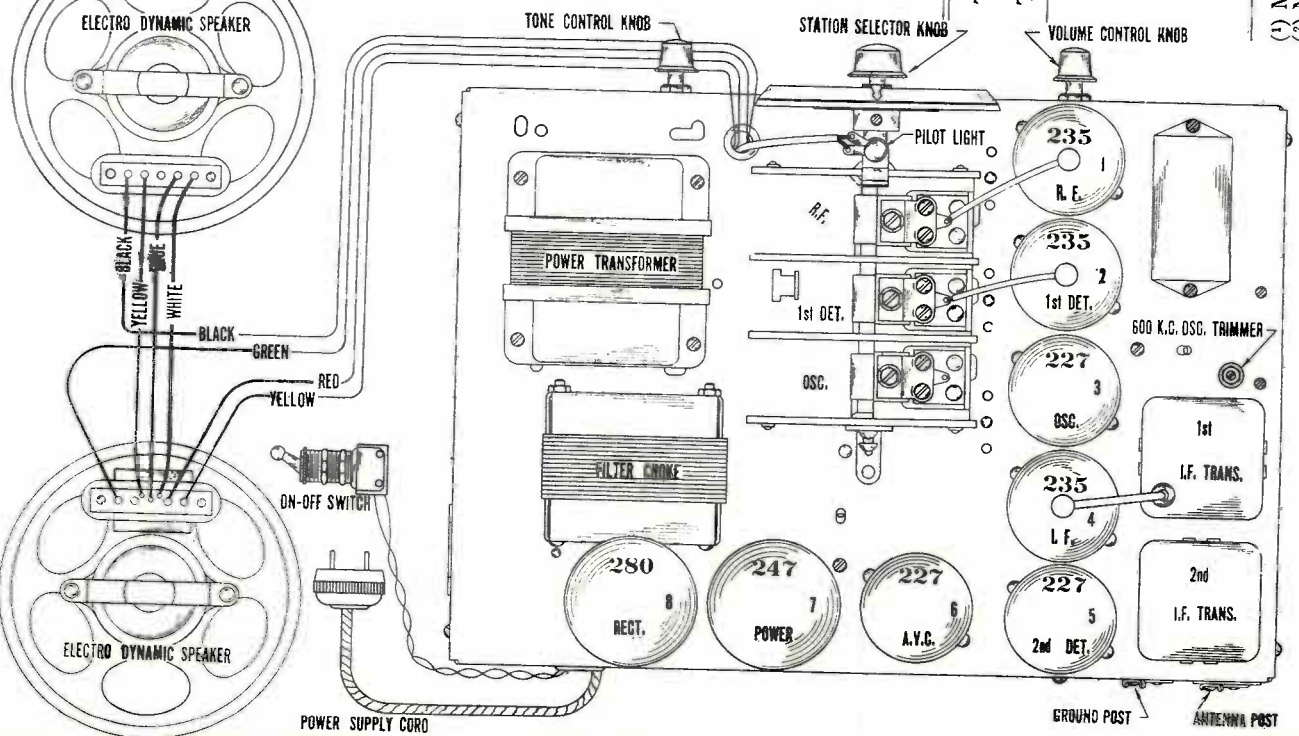 ELECTRO DYNAMIC SPEAKER
TONE CONTROL KNOB
STATION SELECTOR KNOB
VOLUME CONTROL KNOB
PILOT LIGHT
235
1
R. F.
R.F.
POWER TRANSFORMER
235
2
1st DET.
1st DET.
BLACK
YELLOW
BLUE
WHITE
BLACK
GREEN
RED
YELLOW
600 K.C. OSC. TRIMMER
227
3
OSC.
OSC.
1st
I.F. TRANS.
FILTER CHOKE
ON-OFF SWITCH
235
4
I. F.
280
8
RECT.
247
7
POWER
227
6
A.V.C.
227
5
2nd DET.
2nd
I.F. TRANS.
ELECTRO DYNAMIC SPEAKER
POWER SUPPLY CORD
GROUND POST
ANTENNA POST